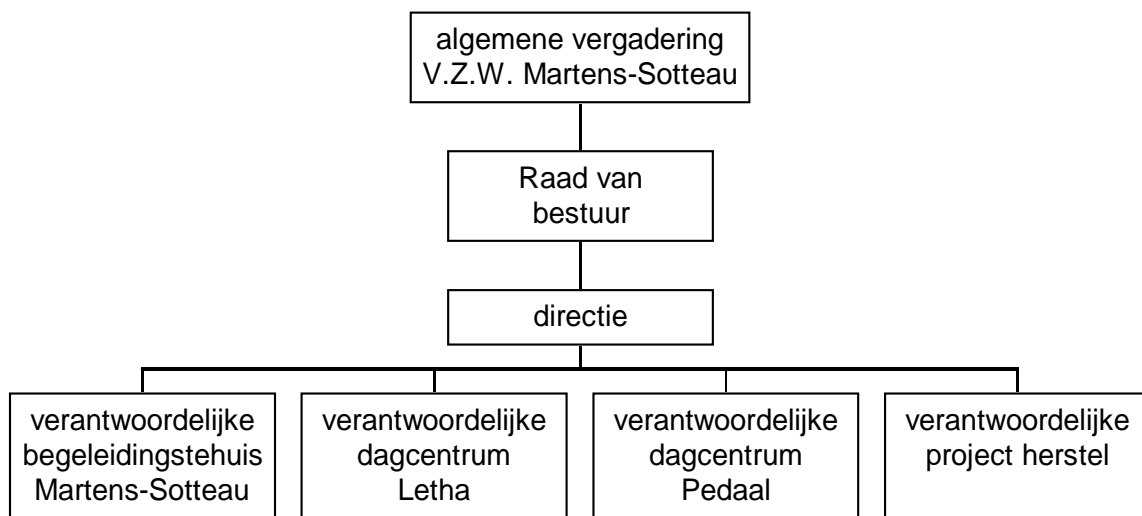 algemene vergadering
V.Z.W. Martens-Sotteau
Raad van
bestuur
directie
verantwoordelijke
begeleidingstehuis
Martens-Sotteau
verantwoordelijke
dagcentrum
Letha
verantwoordelijke
dagcentrum
Pedaal
verantwoordelijke
project herstel